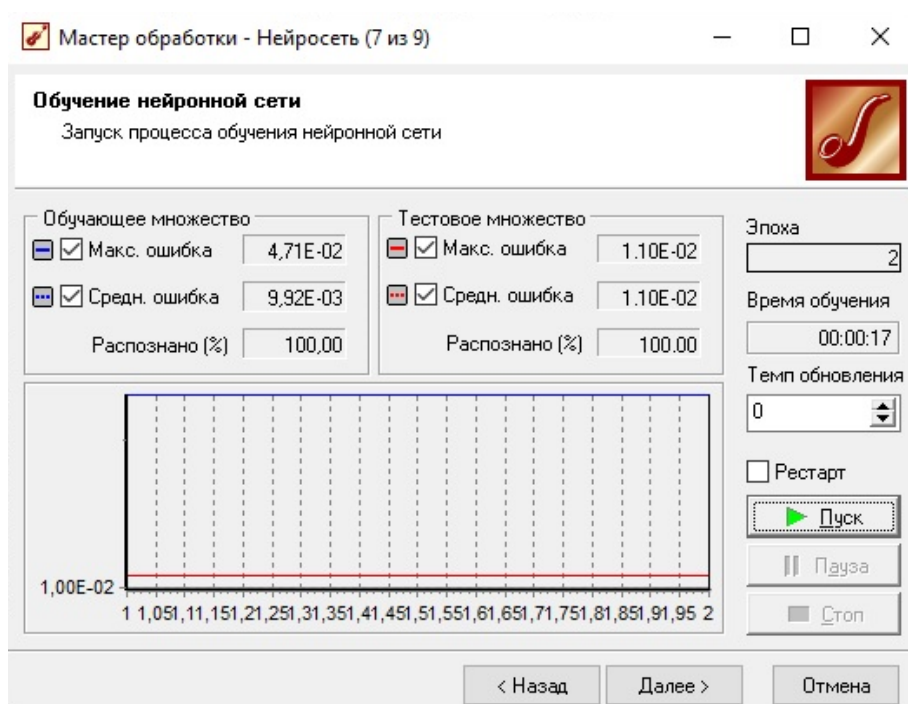 Мастер обработки - Нейросеть (7 из 9)
Обучение нейронной сети
Запуск процесса обучения нейронной сети
Обучающее множество
Макс. ошибка 4,71E-02
Средн. ошибка 9,92E-03
Распознано (%) 100,00
Тестовое множество
Макс. ошибка 1.10E-02
Средн. ошибка 1.10E-02
Распознано (%) 100.00
Эпоха
2
Время обучения
00:00:17
Темп обновления
0
Рестарт
Пуск
Пауза
Стоп
1,00E-02
1 1,051,11,151,21,251,31,351,41,451,51,551,61,651,71,751,81,851,91,95 2
< Назад
Далее >
Отмена